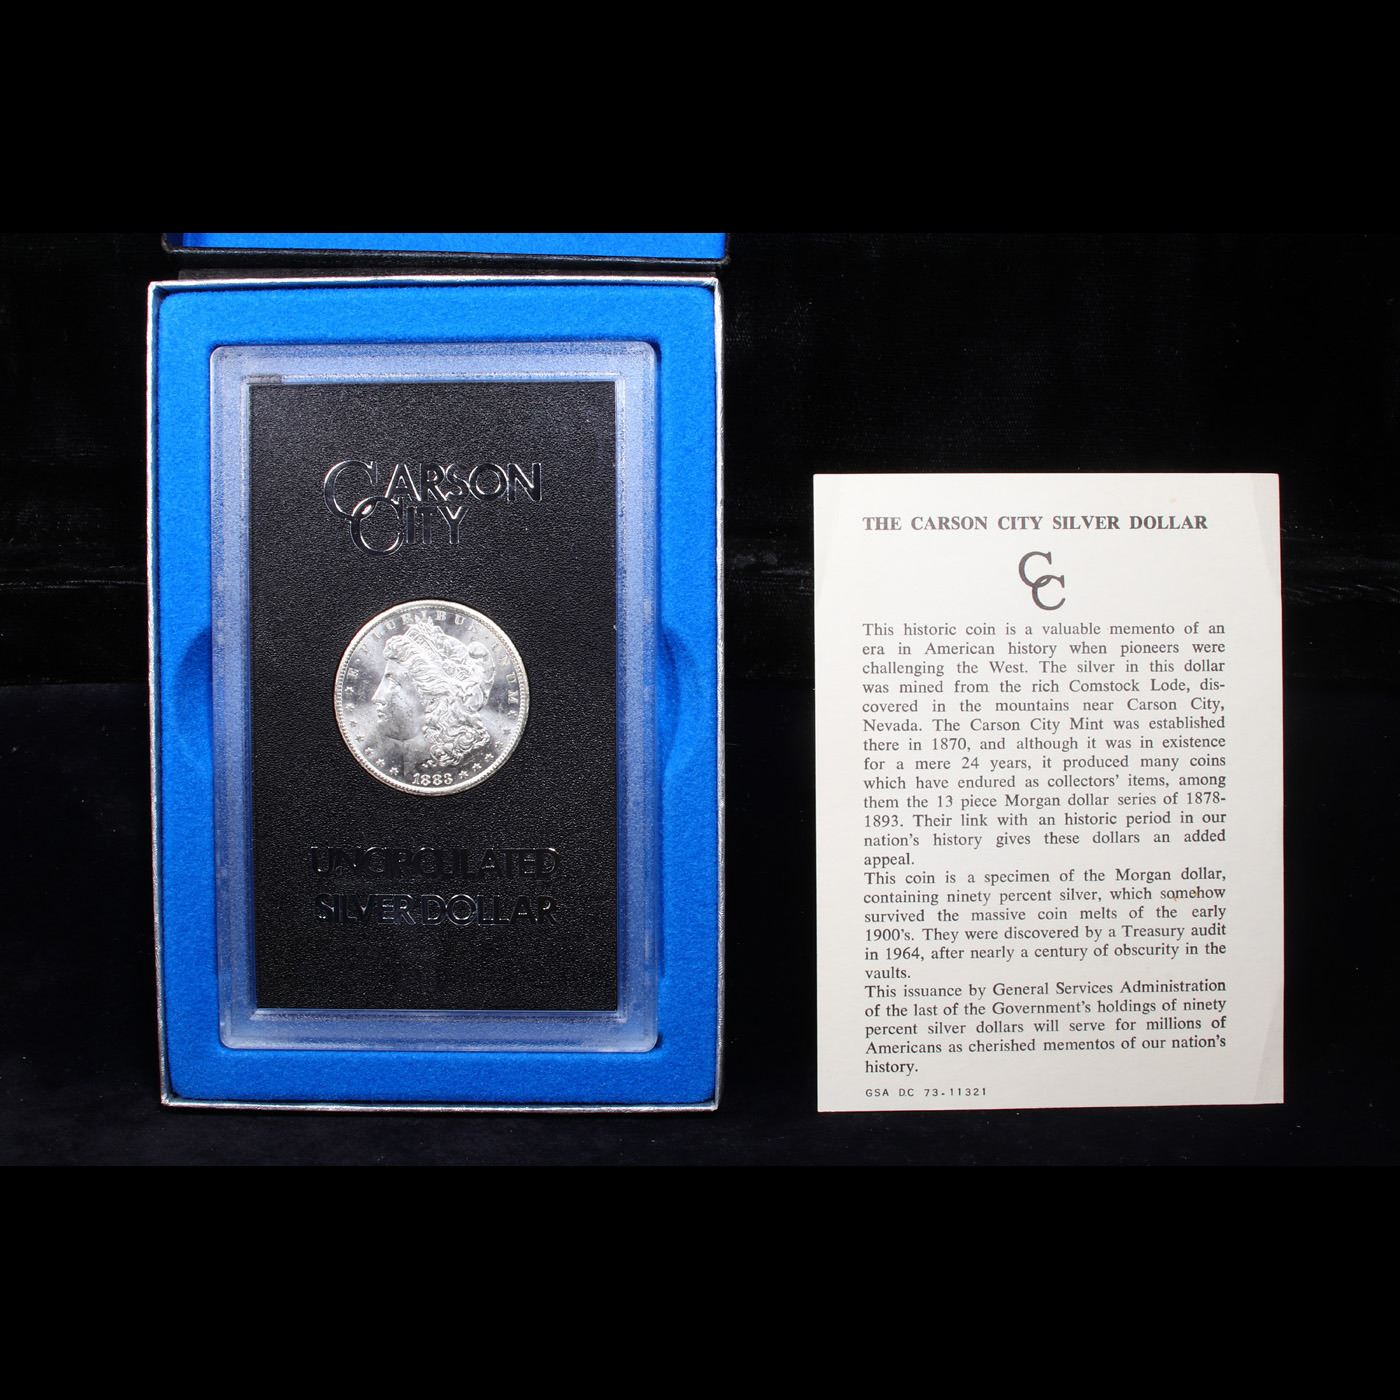 CARSON
CITY
E PLURIBUS UNUM
1883
UNCIRCULATED
SILVER DOLLAR
THE CARSON CITY SILVER DOLLAR
CC
This historic coin is a valuable memento of an
era in American history when pioneers were
challenging the West. The silver in this dollar
was mined from the rich Comstock Lode, dis-
covered in the mountains near Carson City,
Nevada. The Carson City Mint was established
there in 1870, and although it was in existence
for a mere 24 years, it produced many coins
which have endured as collectors' items, among
them the 13 piece Morgan dollar series of 1878-
1893. Their link with an historic period in our
nation's history gives these dollars an added
appeal.
This coin is a specimen of the Morgan dollar,
containing ninety percent silver, which somehow
survived the massive coin melts of the early
1900's. They were discovered by a Treasury audit
in 1964, after nearly a century of obscurity in the
vaults.
This issuance by General Services Administration
of the last of the Government's holdings of ninety
percent silver dollars will serve for millions of
Americans as cherished mementos of our nation's
history.
GSA DC 73-11321